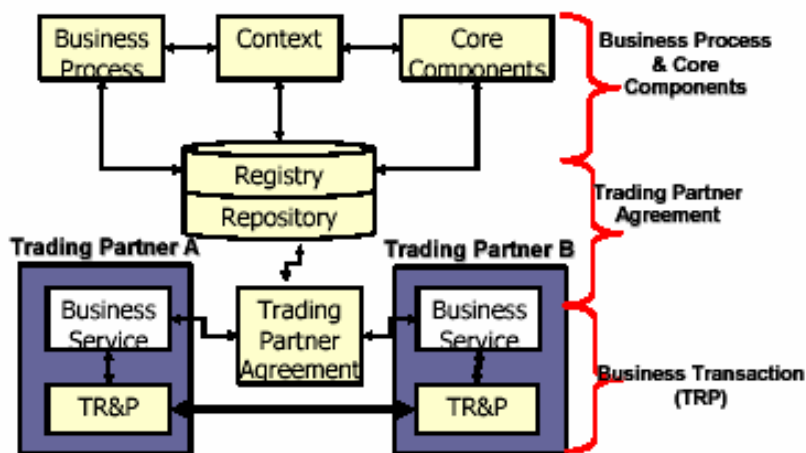 Business
Process
Context
Core
Components
Business Process
& Core
Components
Registry
Repository
Trading Partner
Agreement
Trading Partner A
Trading Partner B
Business
Service
Trading
Partner
Agreement
Business
Service
TR&P
TR&P
Business Transaction
(TRP)